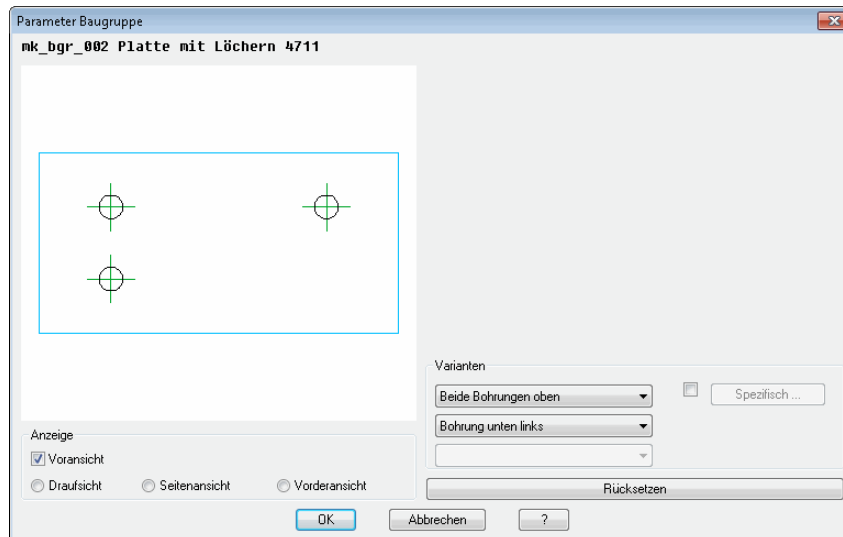 Parameter Baugruppe
mk_bgr_002 Platte mit Löchern 4711
Varianten
Beide Bohrungen oben
Spezifisch ...
Bohrung unten links
Anzeige
Voransicht
Draufsicht Seitenansicht Vorderansicht
Rücksetzen
OK Abbrechen ?